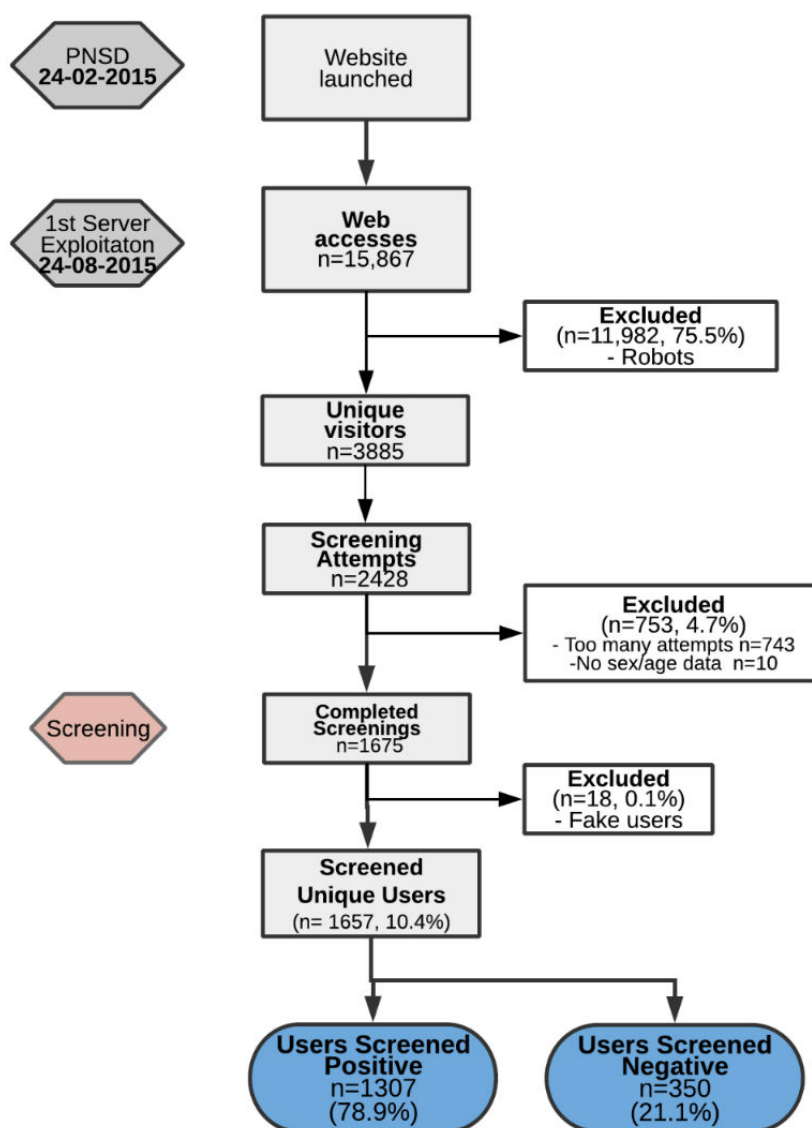 PNSD
24-02-2015
Website
launched
1st Server
Exploitaton
24-08-2015
Web
accesses
n=15,867
Excluded
(n=11,982, 75.5%)
- Robots
Unique
visitors
n=3885
Screening
Attempts
n=2428
Excluded
(n=753, 4.7%)
- Too many attempts n=743
-No sex/age data n=10
Screening
Completed
Screenings
n=1675
Excluded
(n=18, 0.1%)
- Fake users
Screened
Unique Users
(n= 1657, 10.4%)
Users Screened
Positive
n=1307
(78.9%)
Users Screened
Negative
n=350
(21.1%)